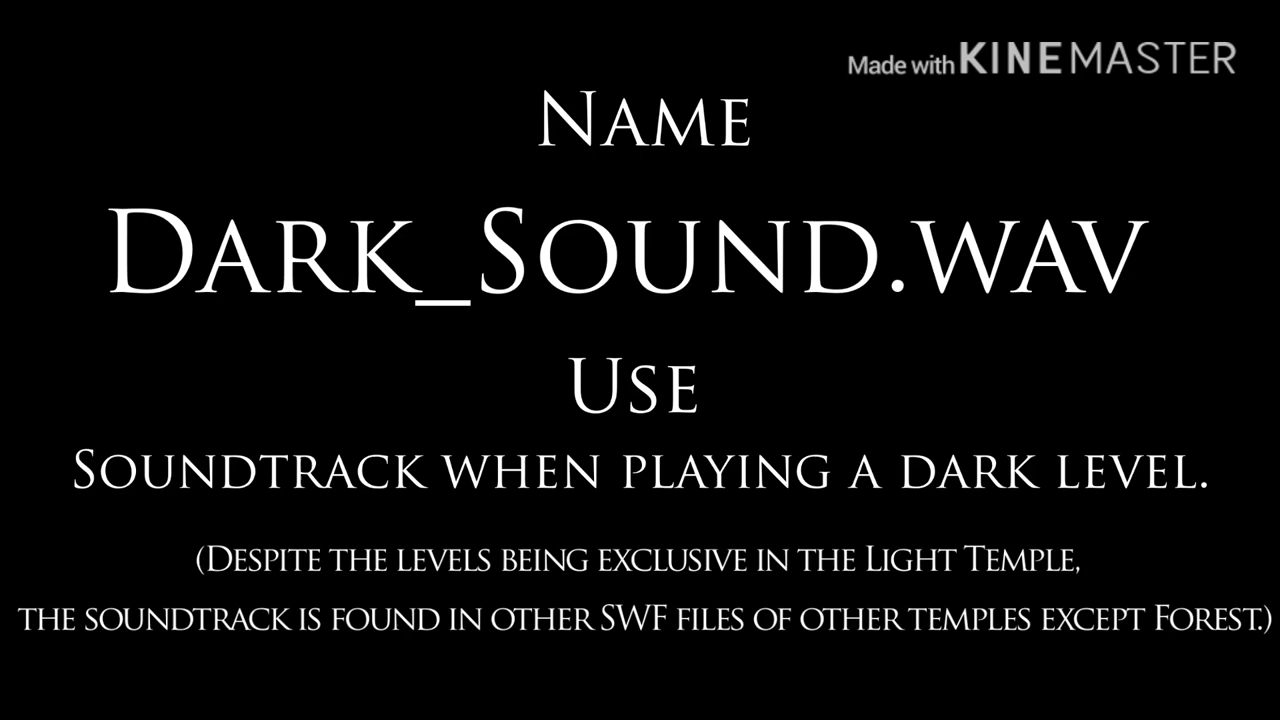 Made with KINEMASTER
Name
Dark_Sound.wav
Use
Soundtrack when playing a dark level.
(Despite the levels being exclusive in the Light Temple,
the soundtrack is found in other SWF files of other temples except Forest.)